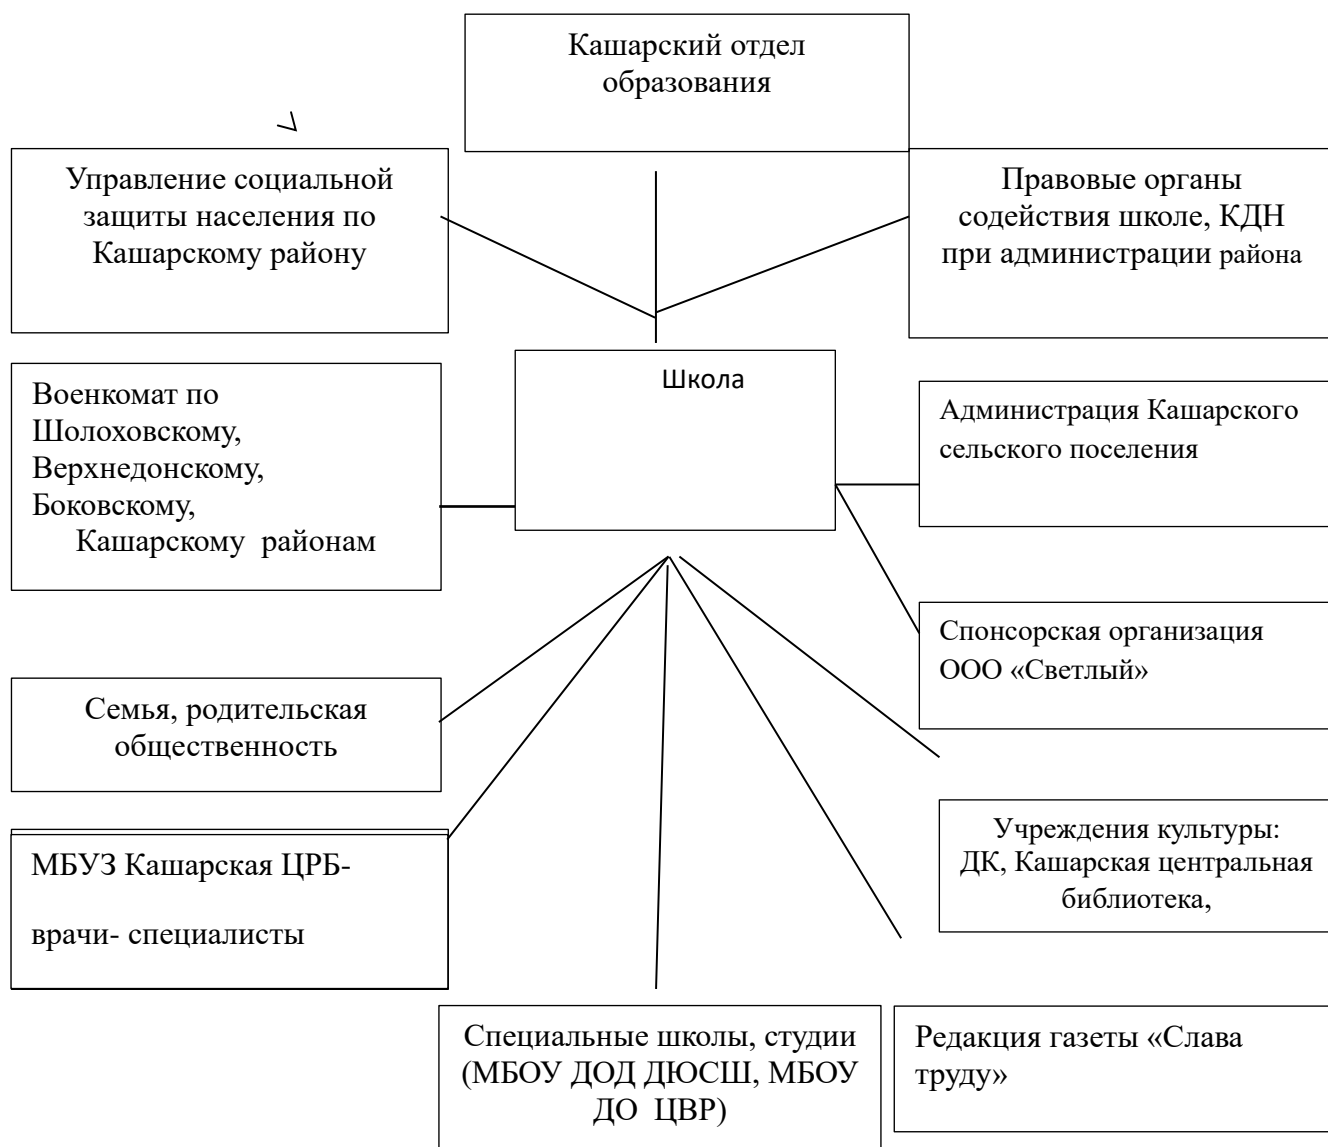 Кашарский отдел
образования
Управление социальной
защиты населения по
Кашарскому району
Правовые органы
содействия школе, КДН
при администрации района
Школа
Военкомат по
Шолоховскому,
Верхнедонскому,
Боковскому,
Кашарскому районам
Администрация Кашарского
сельского поселения
Спонсорская организация
ООО «Светлый»
Семья, родительская
общественность
Учреждения культуры:
ДК, Кашарская центральная
библиотека,
МБУЗ Кашарская ЦРБ-
врачи- специалисты
Специальные школы, студии
(МБОУ ДОД ДЮСШ, МБОУ
ДО ЦВР)
Редакция газеты «Слава
труду»